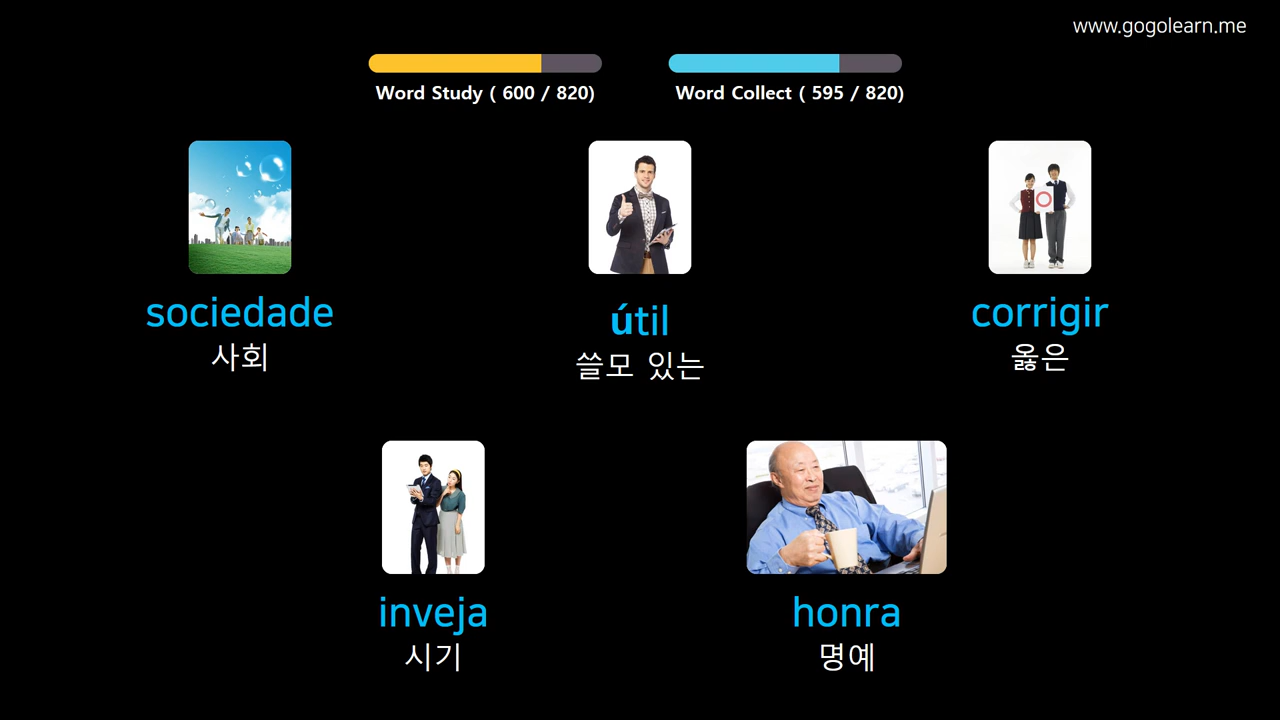 www.gogolearn.me
Word Study ( 600 / 820)
Word Collect ( 595 / 820)
sociedade
사회
útil
쓸모 있는
corrigir
옳은
inveja
시기
honra
명예